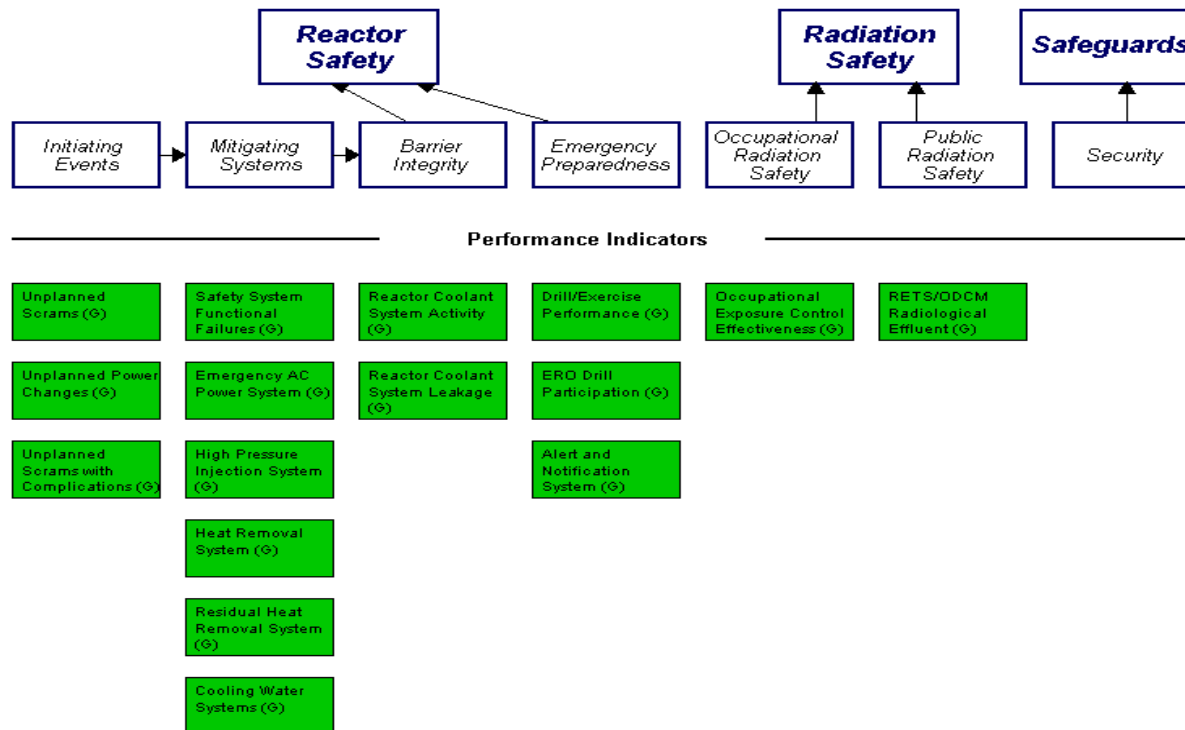 Reactor
Safety
Radiation
Safety
Safeguards
Initiating
Events
Mitigating
Systems
Barrier
Integrity
Emergency
Preparedness
Occupational
Radiation
Safety
Public
Radiation
Safety
Security
Performance Indicators
Unplanned
Scrams (G)
Safety System
Functional
Failures (G)
Reactor Coolant
System Activity
(G)
Drill/Exercise
Performance (G)
Occupational
Exposure Control
Effectiveness (G)
RETS/ODCM
Radiological
Effluent (G)
Unplanned Power
Changes (G)
Emergency AC
Power System (G)
Reactor Coolant
System Leakage
(G)
ERO Drill
Participation (G)
Unplanned
Scrams with
Complications (G)
High Pressure
Injection System
(G)
Alert and
Notification
System (G)
Heat Removal
System (G)
Residual Heat
Removal System
(G)
Cooling Water
Systems (G)